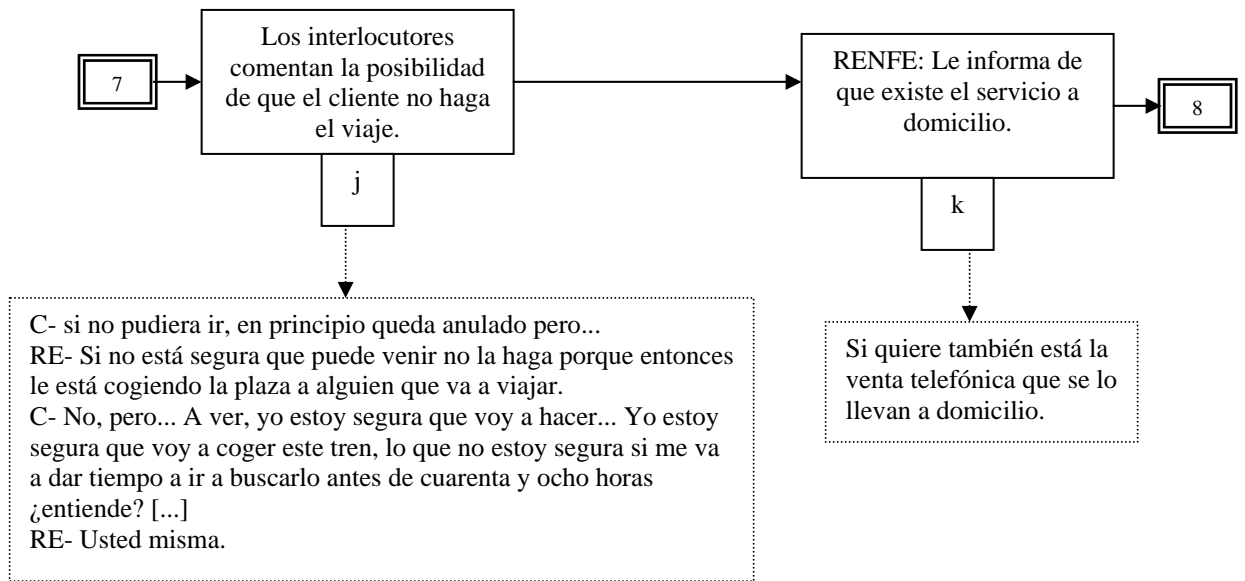 7
Los interlocutores
comentan la posibilidad
de que el cliente no haga
el viaje.
j
RENFE: Le informa de
que existe el servicio a
domicilio.
k
8
C- si no pudiera ir, en principio queda anulado pero...
RE- Si no está segura que puede venir no la haga porque entonces
le está cogiendo la plaza a alguien que va a viajar.
C- No, pero... A ver, yo estoy segura que voy a hacer... Yo estoy
segura que voy a coger este tren, lo que no estoy segura si me va
a dar tiempo a ir a buscarlo antes de cuarenta y ocho horas
¿entiende? [...]
RE- Usted misma.
Si quiere también está la
venta telefónica que se lo
llevan a domicilio.